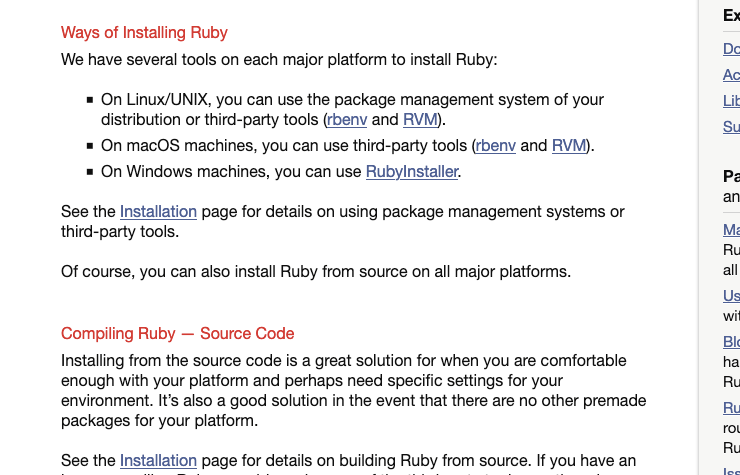 Ways of Installing Ruby
We have several tools on each major platform to install Ruby:
On Linux/UNIX, you can use the package management system of your
distribution or third-party tools (rbenv and RVM).
On macOS machines, you can use third-party tools (rbenv and RVM).
On Windows machines, you can use RubyInstaller.
See the Installation page for details on using package management systems or
third-party tools.
Of course, you can also install Ruby from source on all major platforms.
Compiling Ruby — Source Code
Installing from the source code is a great solution for when you are comfortable
enough with your platform and perhaps need specific settings for your
environment. It’s also a good solution in the event that there are no other premade
packages for your platform.
See the Installation page for details on building Ruby from source. If you have an
Ex
Do
Ac
Lib
Su
Pa
an
Ma
Ru
all
Us
wit
Blo
ha
Ru
Ru
rou
Ru